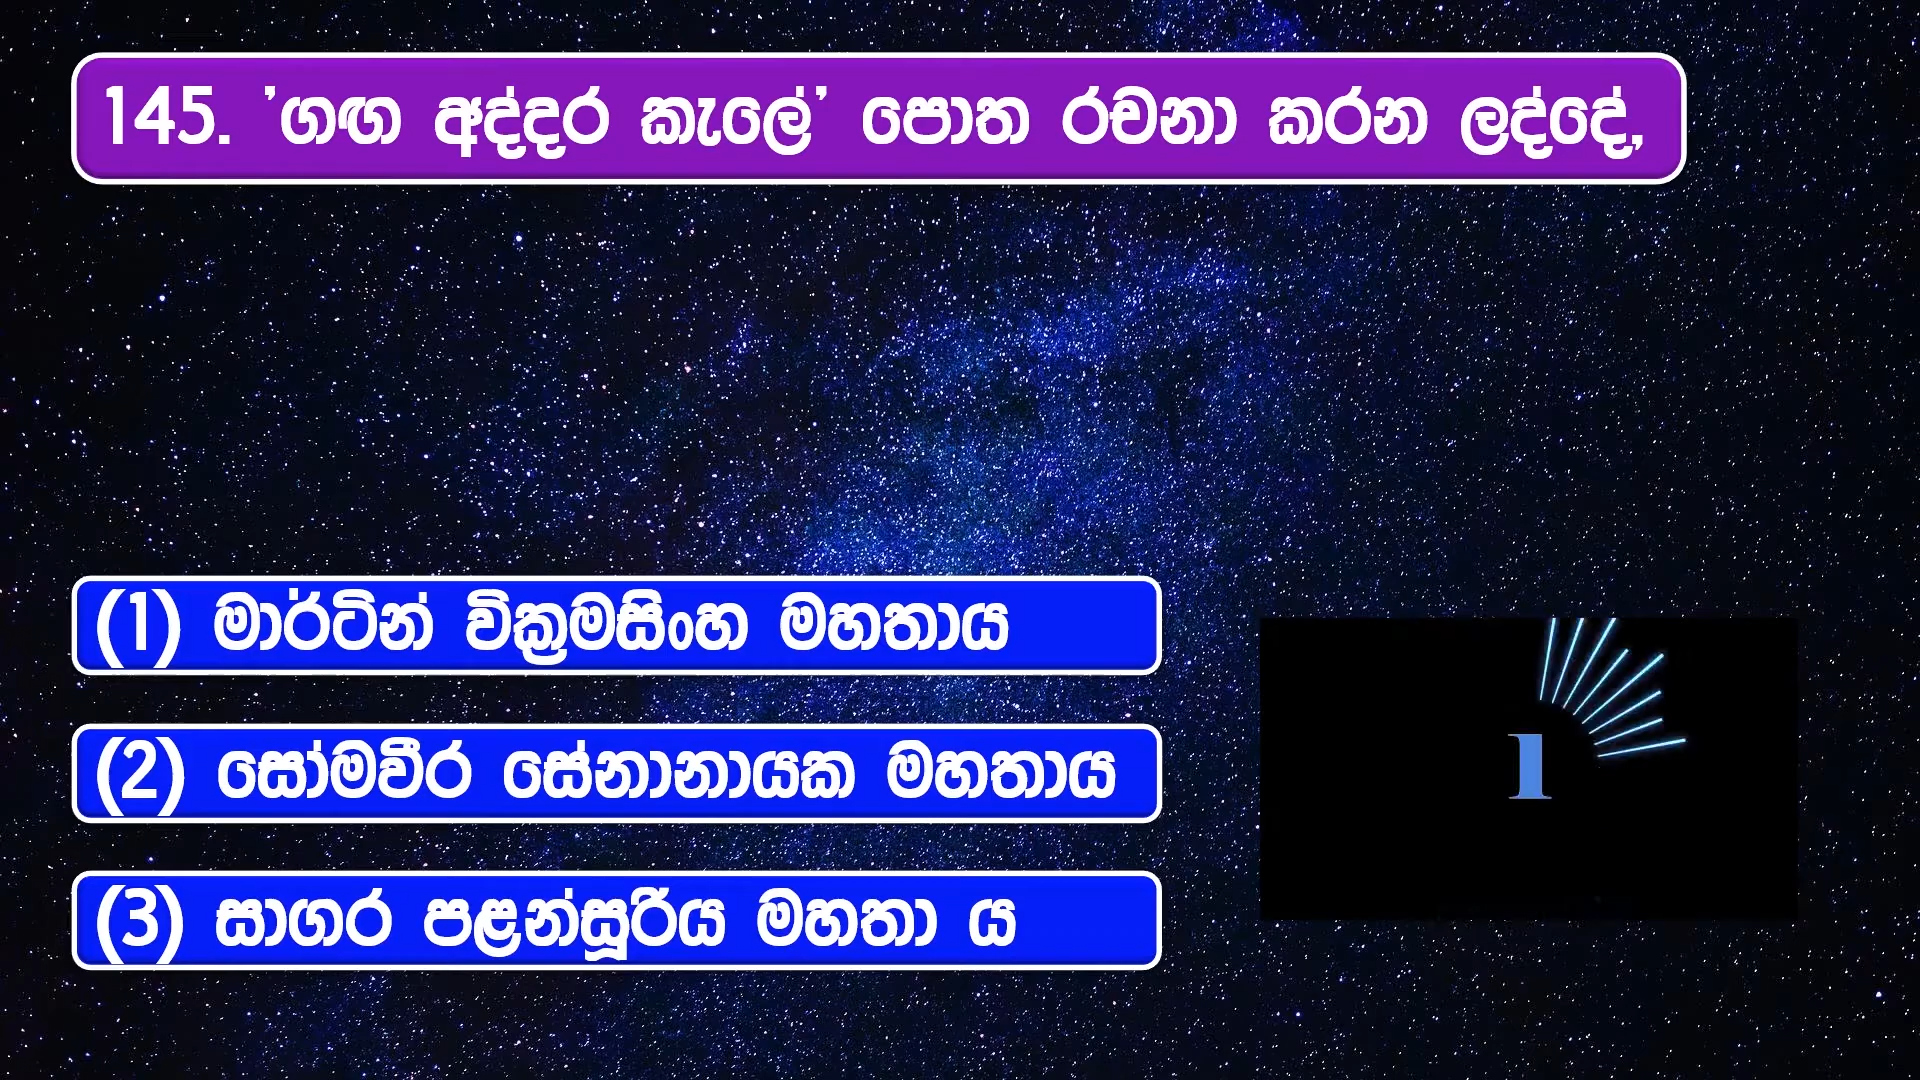 145. 'ගඟ අද්දර කැලේ' පොත රචනා කරන ලද්දේ,
(1) මාර්ටින් වික්‍රමසිංහ මහතාය
(2) සෝමවීර සේනානායක මහතාය
(3) සාගර පළන්සූරිය මහතා ය
1